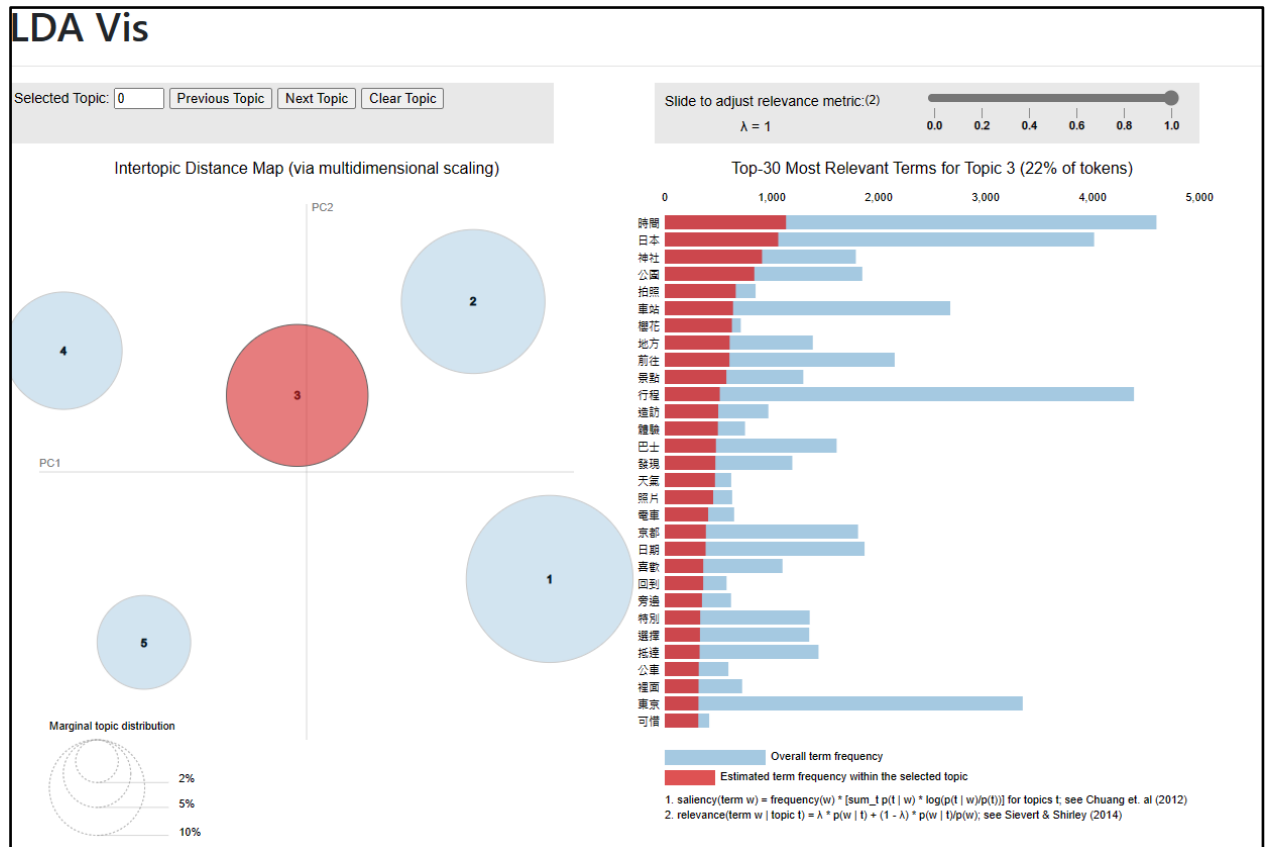 LDA Vis
Selected Topic: 0 Previous Topic Next Topic Clear Topic
Slide to adjust relevance metric:(2)
λ = 1
0.0 0.2 0.4 0.6 0.8 1.0
Intertopic Distance Map (via multidimensional scaling)
PC2
PC1
2
4
3
1
5
Marginal topic distribution
2%
5%
10%
Top-30 Most Relevant Terms for Topic 3 (22% of tokens)
0 1,000 2,000 3,000 4,000 5,000
時間
日本
神社
公園
拍照
車站
櫻花
地方
前往
景點
行程
造訪
體驗
巴士
發現
天氣
照片
電車
京都
日期
喜歡
回到
旁邊
特別
選擇
抵達
公車
裡面
東京
可惜
Overall term frequency
Estimated term frequency within the selected topic
1. saliency(term w) = frequency(w) * [sum_t p(t | w) * log(p(t | w)/p(t))] for topics t; see Chuang et. al (2012)
2. relevance(term w | topic t) = λ * p(w | t) + (1 - λ) * p(w | t)/p(w); see Sievert & Shirley (2014)